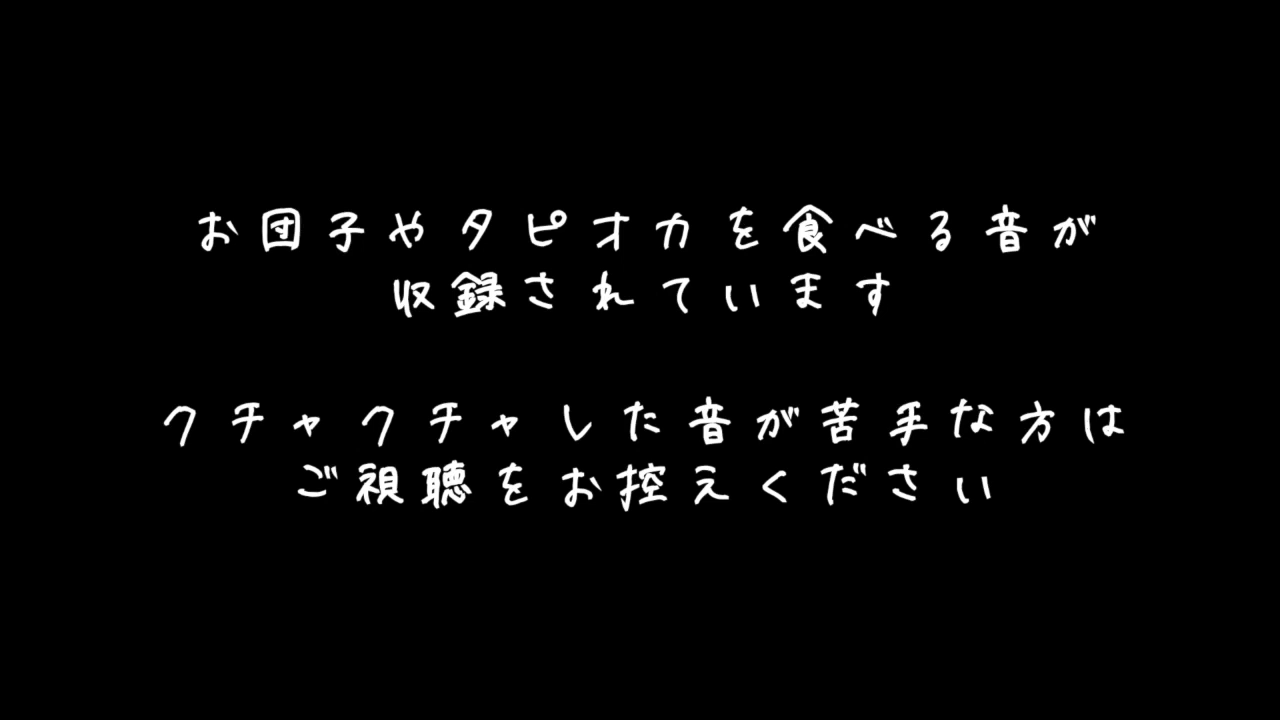 お団子やタピオカを食べる音が
収録されています
クチャクチャした音が苦手な方は
ご視聴をお控えください